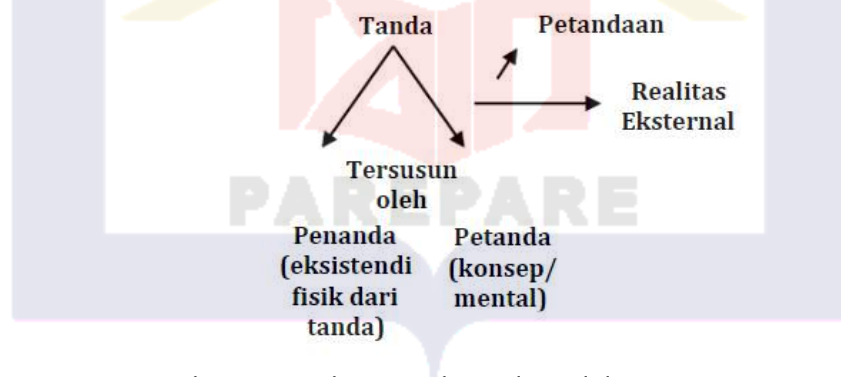 Tanda
Petandaan
Realitas
Eksternal
Tersusun
oleh
PAREPARE
Penanda
(eksistendi
fisik dari
tanda)
Petanda
(konsep/
mental)